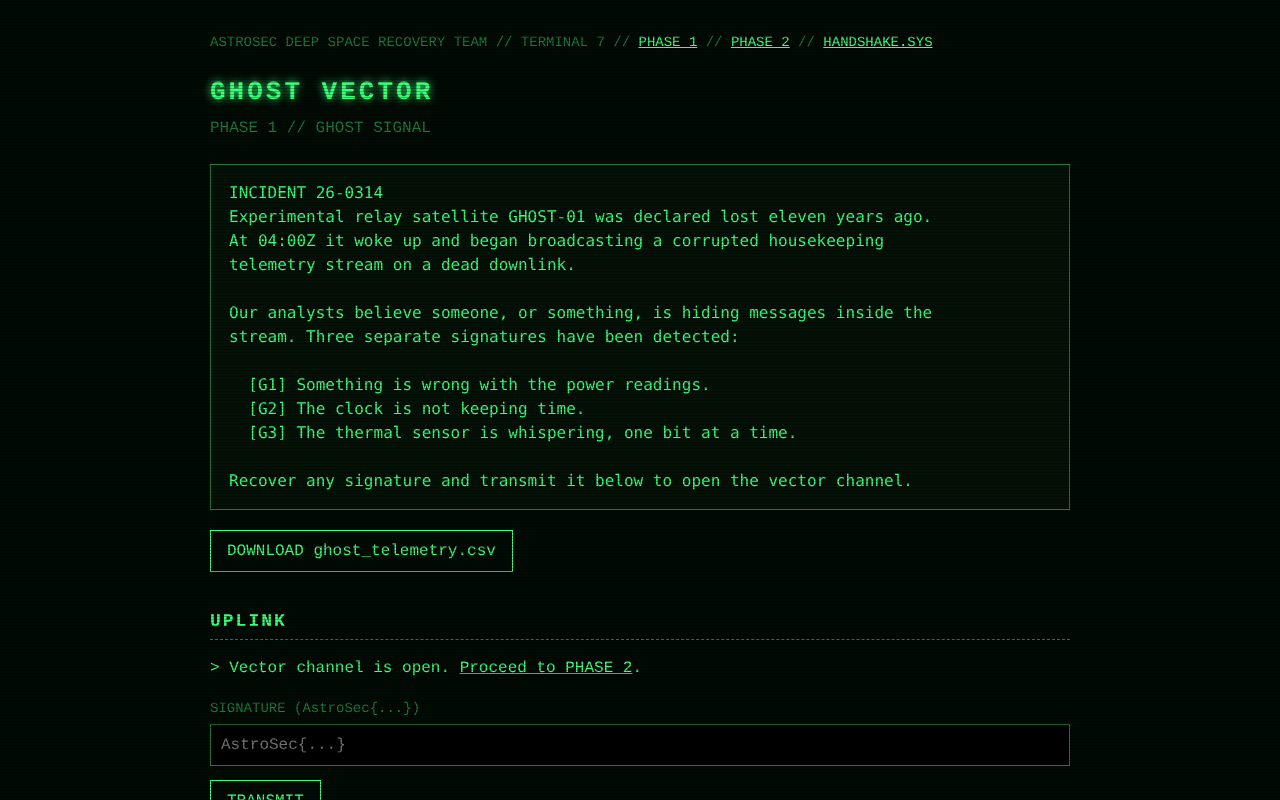 ASTROSEC DEEP SPACE RECOVERY TEAM // TERMINAL 7 // PHASE 1 // PHASE 2 // HANDSHAKE.SYS
GHOST VECTOR
PHASE 1 // GHOST SIGNAL
INCIDENT 26-0314
Experimental relay satellite GHOST-01 was declared lost eleven years ago.
At 04:00Z it woke up and began broadcasting a corrupted housekeeping
telemetry stream on a dead downlink.
Our analysts believe someone, or something, is hiding messages inside the
stream. Three separate signatures have been detected:
[G1] Something is wrong with the power readings.
[G2] The clock is not keeping time.
[G3] The thermal sensor is whispering, one bit at a time.
Recover any signature and transmit it below to open the vector channel.
DOWNLOAD ghost_telemetry.csv
UPLINK
> Vector channel is open. Proceed to PHASE 2.
SIGNATURE (AstroSec{...})
AstroSec{...}
TRANSMIT